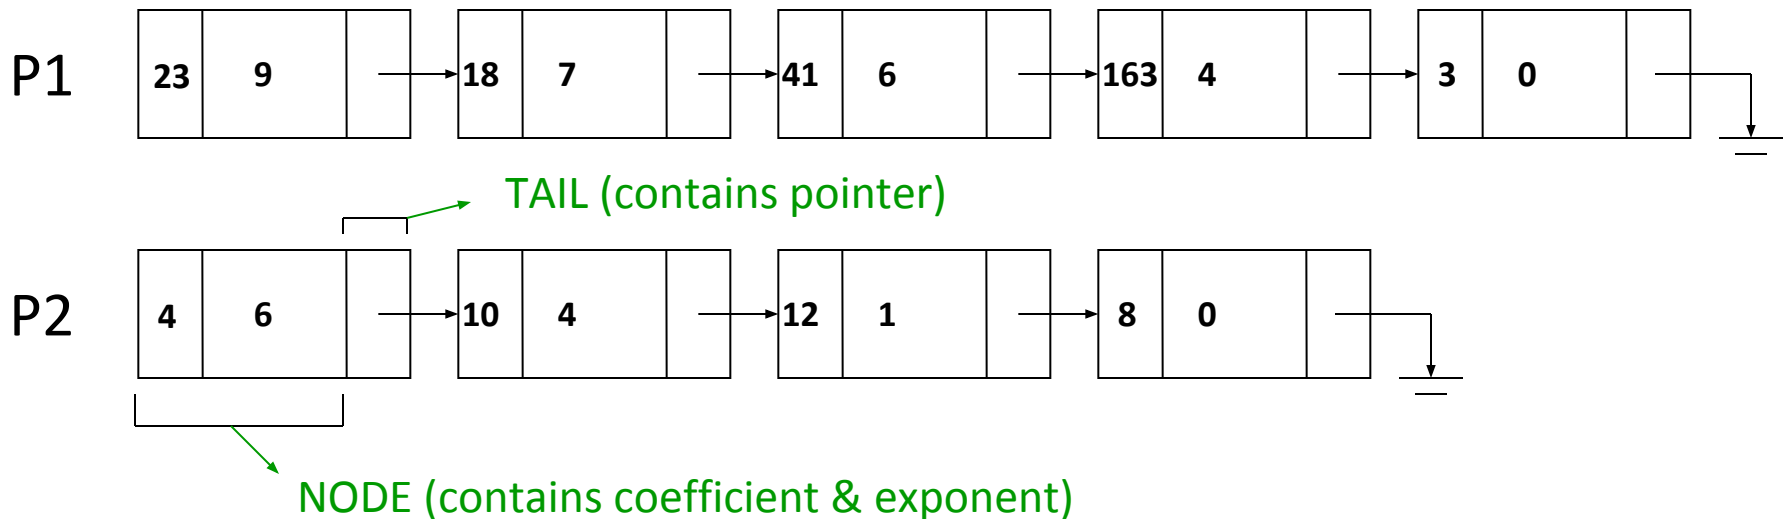 P1 23 9 18 7 41 6 163 4 3 0
TAIL (contains pointer)
P2 4 6 10 4 12 1 8 0
NODE (contains coefficient & exponent)